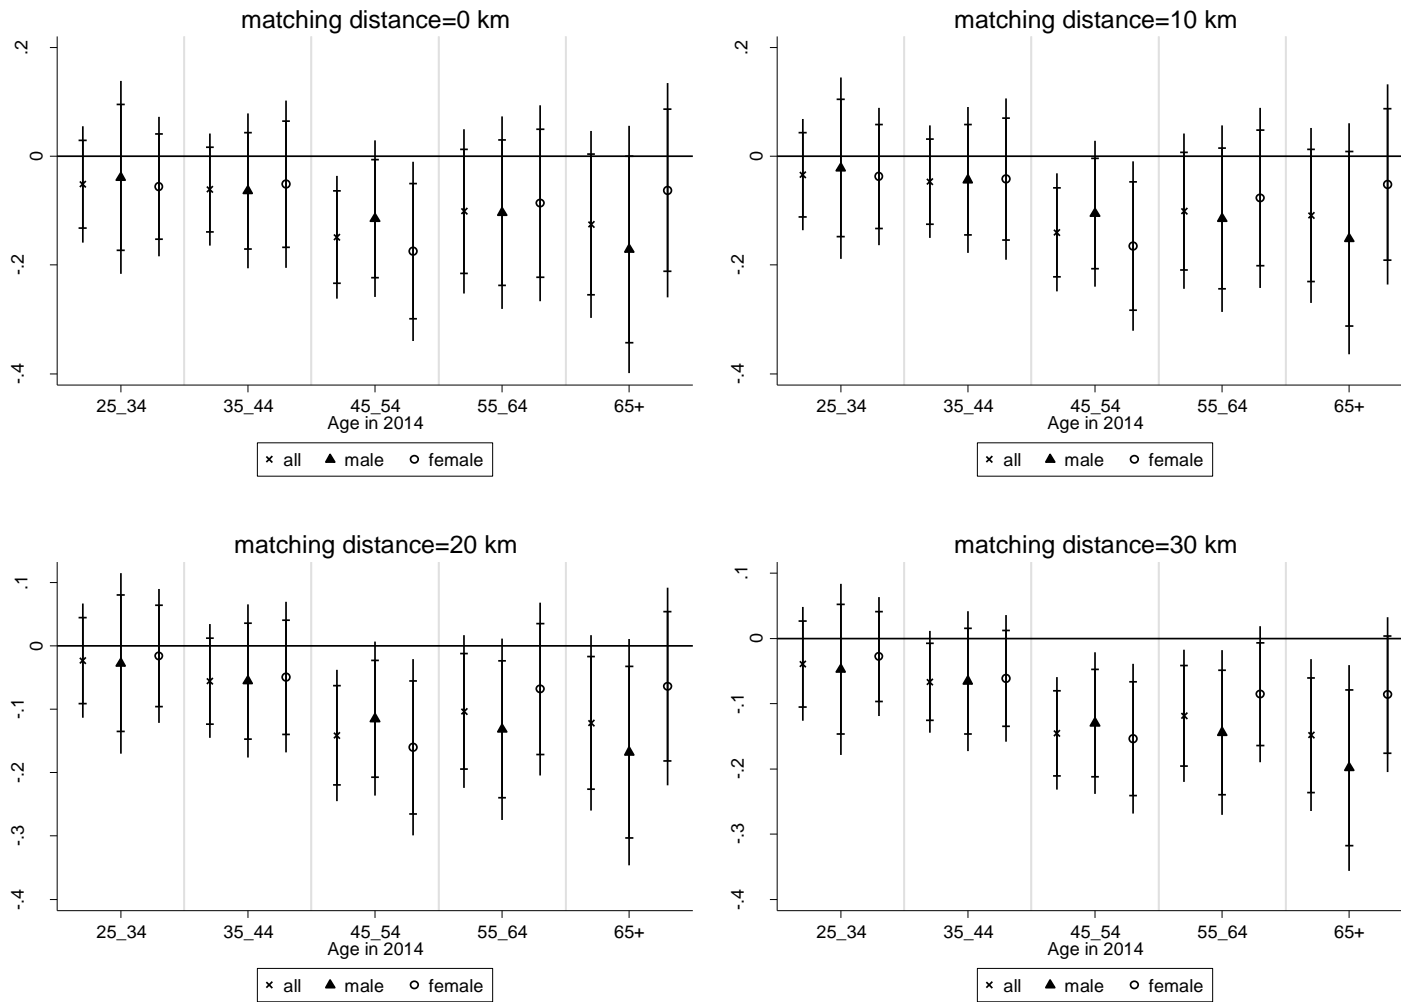 matching distance=0 km
.2
0
-.2
-.4
25_34 35_44 45_54 55_64 65+
Age in 2014
all male female
matching distance=10 km
.2
0
-.2
-.4
25_34 35_44 45_54 55_64 65+
Age in 2014
all male female
matching distance=20 km
.1
0
-.1
-.2
-.3
-.4
25_34 35_44 45_54 55_64 65+
Age in 2014
all male female
matching distance=30 km
.1
0
-.1
-.2
-.3
-.4
25_34 35_44 45_54 55_64 65+
Age in 2014
all male female